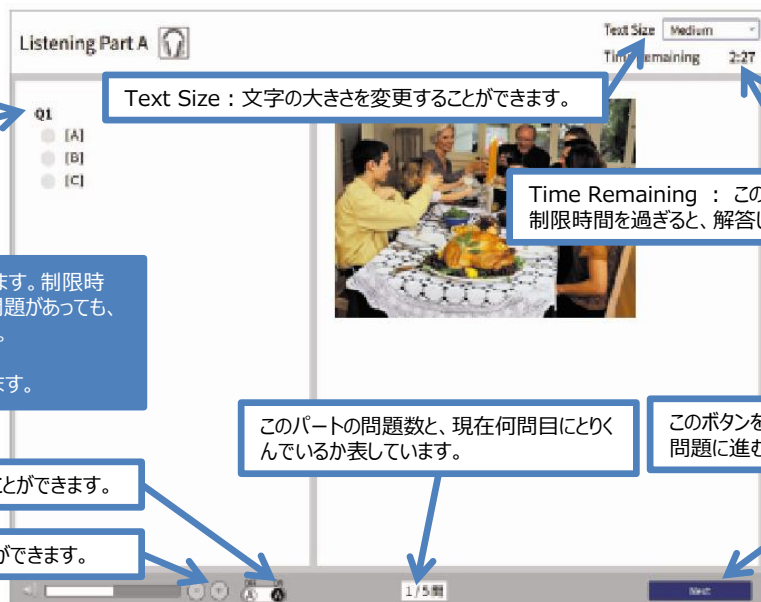 Listening Part A
Text Size Medium
Time Remaining 2:27
Text Size：文字の大きさを変更することができます。
Q1
[A]
[B]
[C]
Time Remaining ： この
制限時間を過ぎると、解答し
ます。制限時
問題があっても、
。
ます。
このパートの問題数と、現在何問目にとりく
んでいるか表しています。
このボタンを
問題に進む
ことができます。
ができます。
1/5問
Next